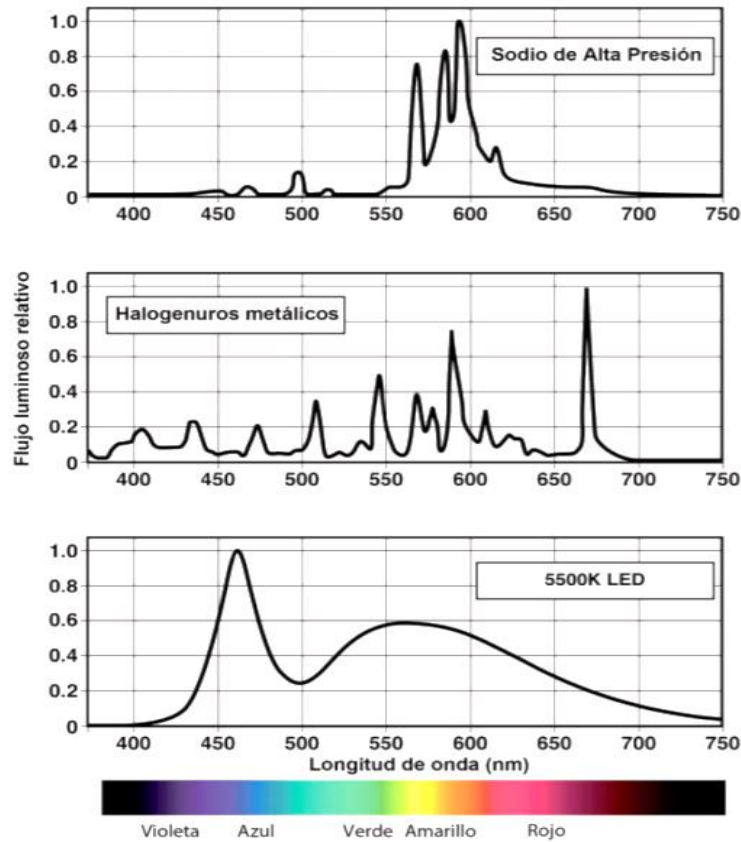 1.0
0.8
0.6
0.4
0.2
0
Sodio de Alta Presión
400 450 500 550 600 650 700 750
Flujo luminoso relativo
1.0
0.8
0.6
0.4
0.2
0
Halogenuros metálicos
400 450 500 550 600 650 700 750
1.0
0.8
0.6
0.4
0.2
0
5500K LED
400 450 500 550 600 650 700 750
Longitud de onda (nm)
Violeta Azul Verde Amarillo Rojo